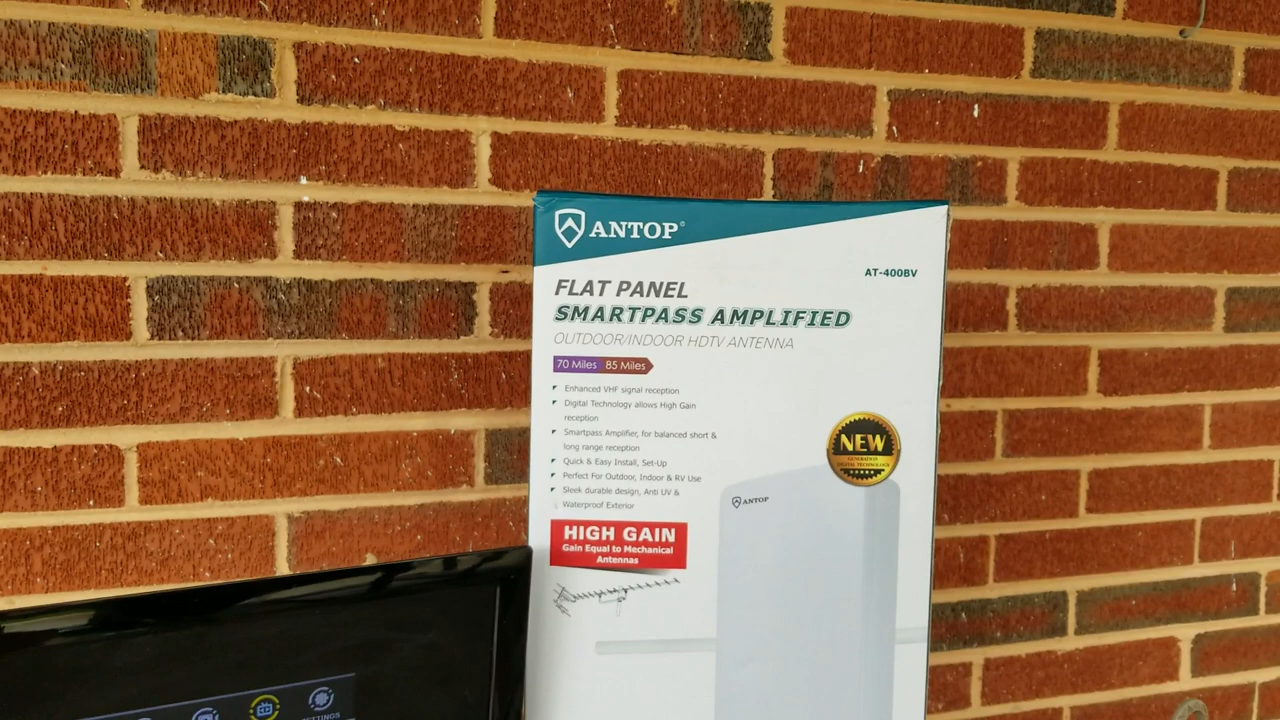 ANTOP®
AT-400BV
FLAT PANEL
SMARTPASS AMPLIFIED
OUTDOOR/INDOOR HDTV ANTENNA
70 Miles 85 Miles
Enhanced VHF signal reception
Digital Technology allows High Gain
reception
Smartpass Amplifier, for balanced short &
long range reception
Quick & Easy Install, Set-Up
Perfect For Outdoor, Indoor & RV Use
Sleek durable design, Anti UV &
Waterproof Exterior
NEW
GENERATION
DIGITAL TECHNOLOGY
ANTOP
HIGH GAIN
Gain Equal to Mechanical
Antennas